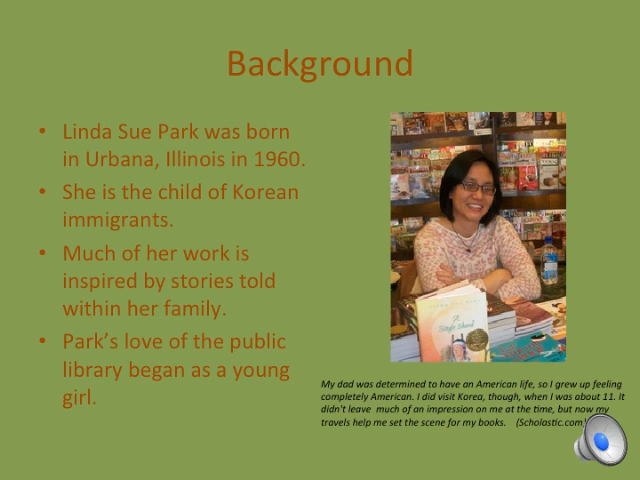 Background
• Linda Sue Park was born
in Urbana, Illinois in 1960.
• She is the child of Korean
immigrants.
• Much of her work is
inspired by stories told
within her family.
• Park’s love of the public
library began as a young
girl.
A
Single Shard
My dad was determined to have an American life, so I grew up feeling
completely American. I did visit Korea, though, when I was about 11. It
didn't leave  much of an impression on me at the time, but now my
travels help me set the scene for my books.   (Scholastic.com)